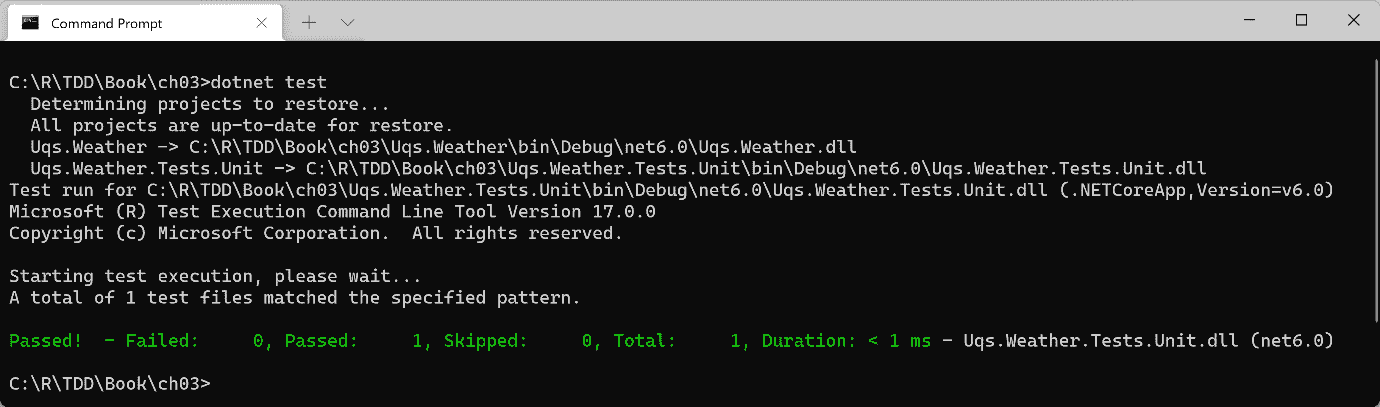 Command Prompt
C:\R\TDD\Book\ch03>dotnet test
Determining projects to restore...
All projects are up-to-date for restore.
Uqs.Weather -> C:\R\TDD\Book\ch03\Uqs.Weather\bin\Debug\net6.0\Uqs.Weather.dll
Uqs.Weather.Tests.Unit -> C:\R\TDD\Book\ch03\Uqs.Weather.Tests.Unit\bin\Debug\net6.0\Uqs.Weather.Tests.Unit.dll
Test run for C:\R\TDD\Book\ch03\Uqs.Weather.Tests.Unit\bin\Debug\net6.0\Uqs.Weather.Tests.Unit.dll (.NETCoreApp,Version=v6.0)
Microsoft (R) Test Execution Command Line Tool Version 17.0.0
Copyright (c) Microsoft Corporation.  All rights reserved.
Starting test execution, please wait...
A total of 1 test files matched the specified pattern.
Passed!  - Failed:     0, Passed:     1, Skipped:     0, Total:     1, Duration: < 1 ms - Uqs.Weather.Tests.Unit.dll (net6.0)
C:\R\TDD\Book\ch03>